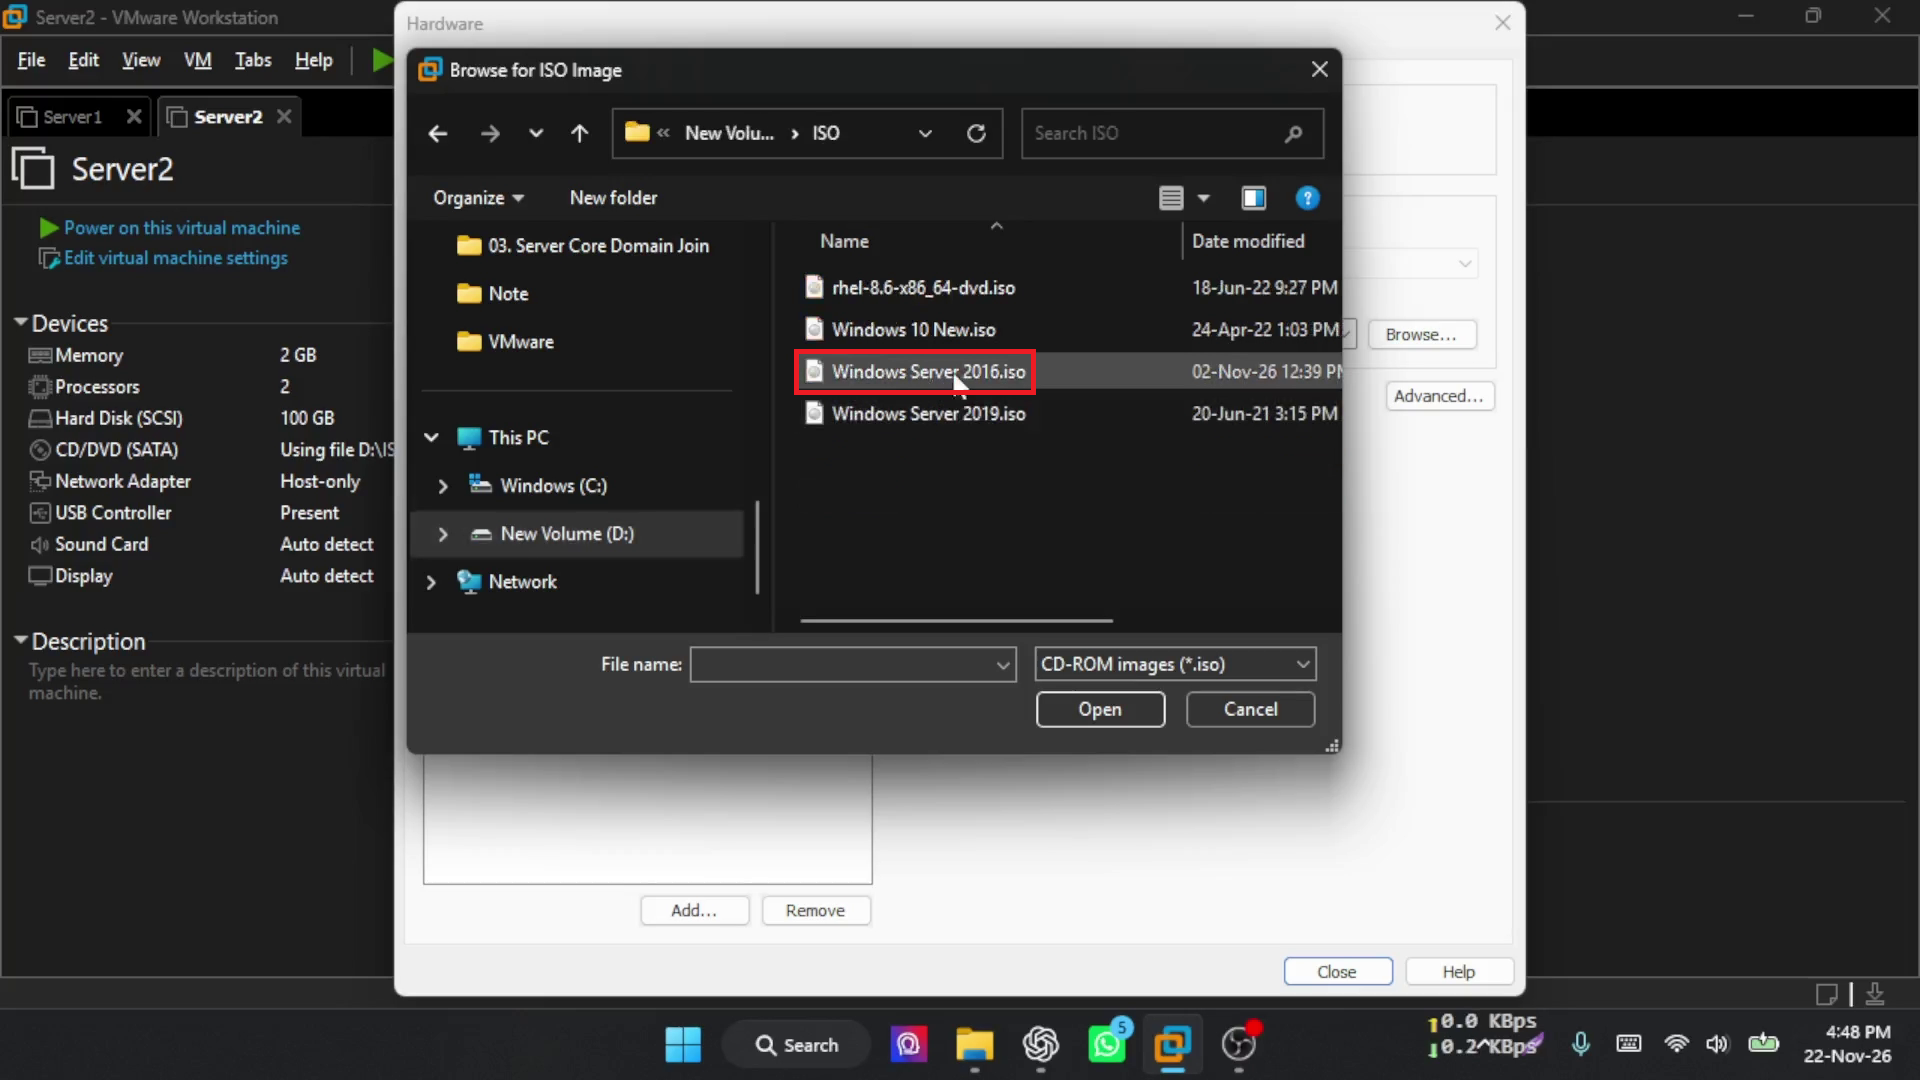 Server2 - VMware Workstation
File Edit View VM Tabs Help
Server1
Server2
Server2
Power on this virtual machine
Edit virtual machine settings
Devices
Memory 2 GB
Processors 2
Hard Disk (SCSI) 100 GB
CD/DVD (SATA) Using file D:\IS
Network Adapter Host-only
USB Controller Present
Sound Card Auto detect
Display Auto detect
Description
Type here to enter a description of this virtual
machine.
Hardware
Browse for ISO Image
« New Volu... › ISO
Search ISO
Organize New folder
03. Server Core Domain Join
Note
VMware
This PC
Windows (C:)
New Volume (D:)
Network
Name Date modified
rhel-8.6-x86_64-dvd.iso 18-Jun-22 9:27 PM
Windows 10 New.iso 24-Apr-22 1:03 PM
Windows Server 2016.iso 02-Nov-26 12:39 PM
Windows Server 2019.iso 20-Jun-21 3:15 PM
File name:
CD-ROM images (*.iso)
Open Cancel
Browse...
Advanced...
Add... Remove
Close Help
Search
5
0.0 KBps
0.2 KBps
4:48 PM
22-Nov-26